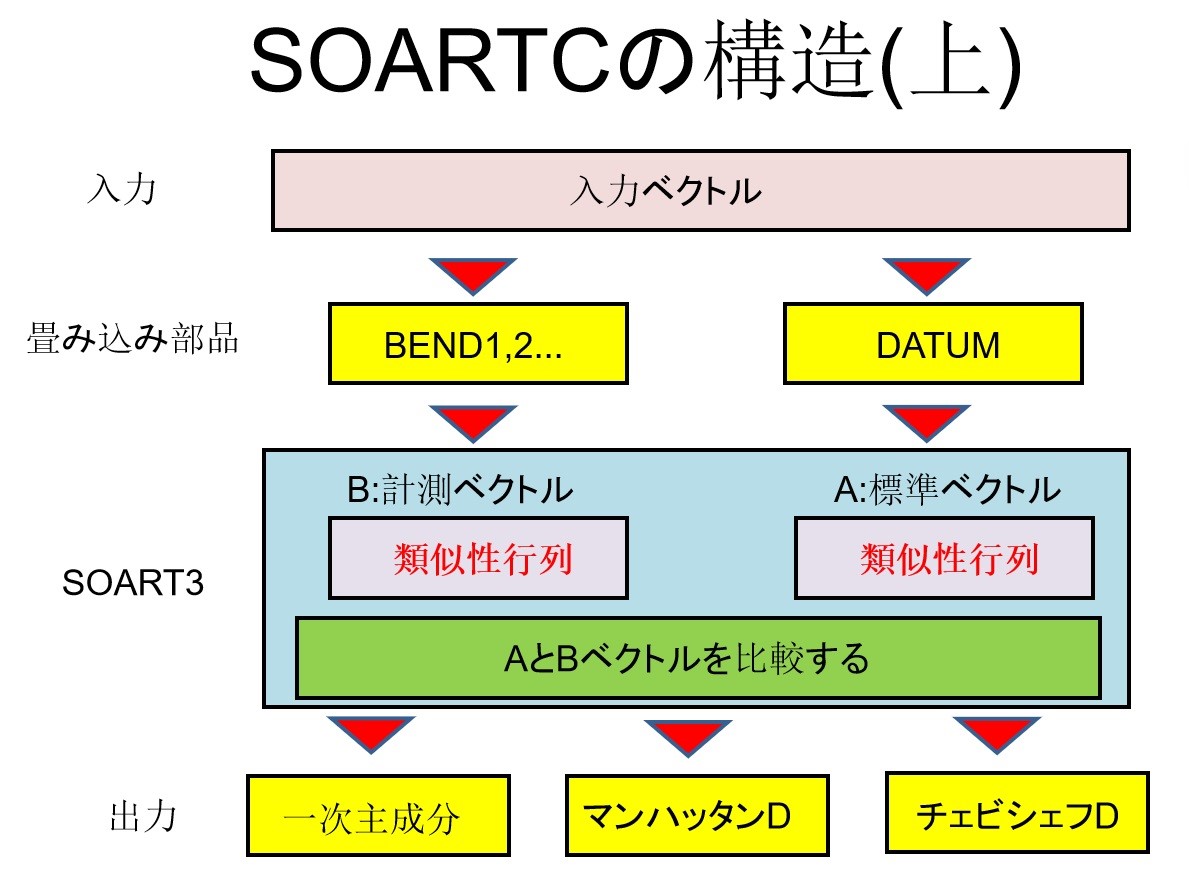 SOARTCの構造(上)
入力
入力ベクトル
畳み込み部品
BEND1,2...
DATUM
B:計測ベクトル
A:標準ベクトル
類似性行列
類似性行列
SOART3
AとBベクトルを比較する
出力
一次主成分
マンハッタンD
チェビシェフD